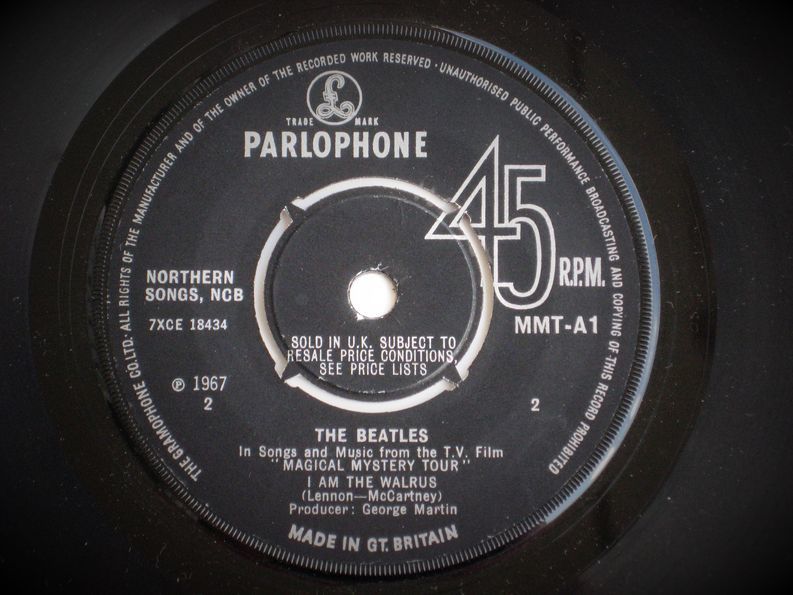 THE GRAMOPHONE CO.LTD· ALL RIGHTS OF THE MANUFACTURER AND OF THE OWNER OF THE RECORDED WORK RESERVED · UNAUTHORISED PUBLIC PERFORMANCE BROADCASTING AND COPYING OF THIS RECORD PROHIBITED
£
TRADE MARK
PARLOPHONE
45
R.P.M.
NORTHERN
SONGS, NCB
7XCE 18434
MMT-A1
SOLD IN U.K. SUBJECT TO
RESALE PRICE CONDITIONS,
SEE PRICE LISTS
℗ 1967
2
2
THE BEATLES
In Songs and Music from the T.V. Film
"MAGICAL MYSTERY TOUR"
I AM THE WALRUS
(Lennon—McCartney)
Producer: George Martin
MADE IN GT. BRITAIN